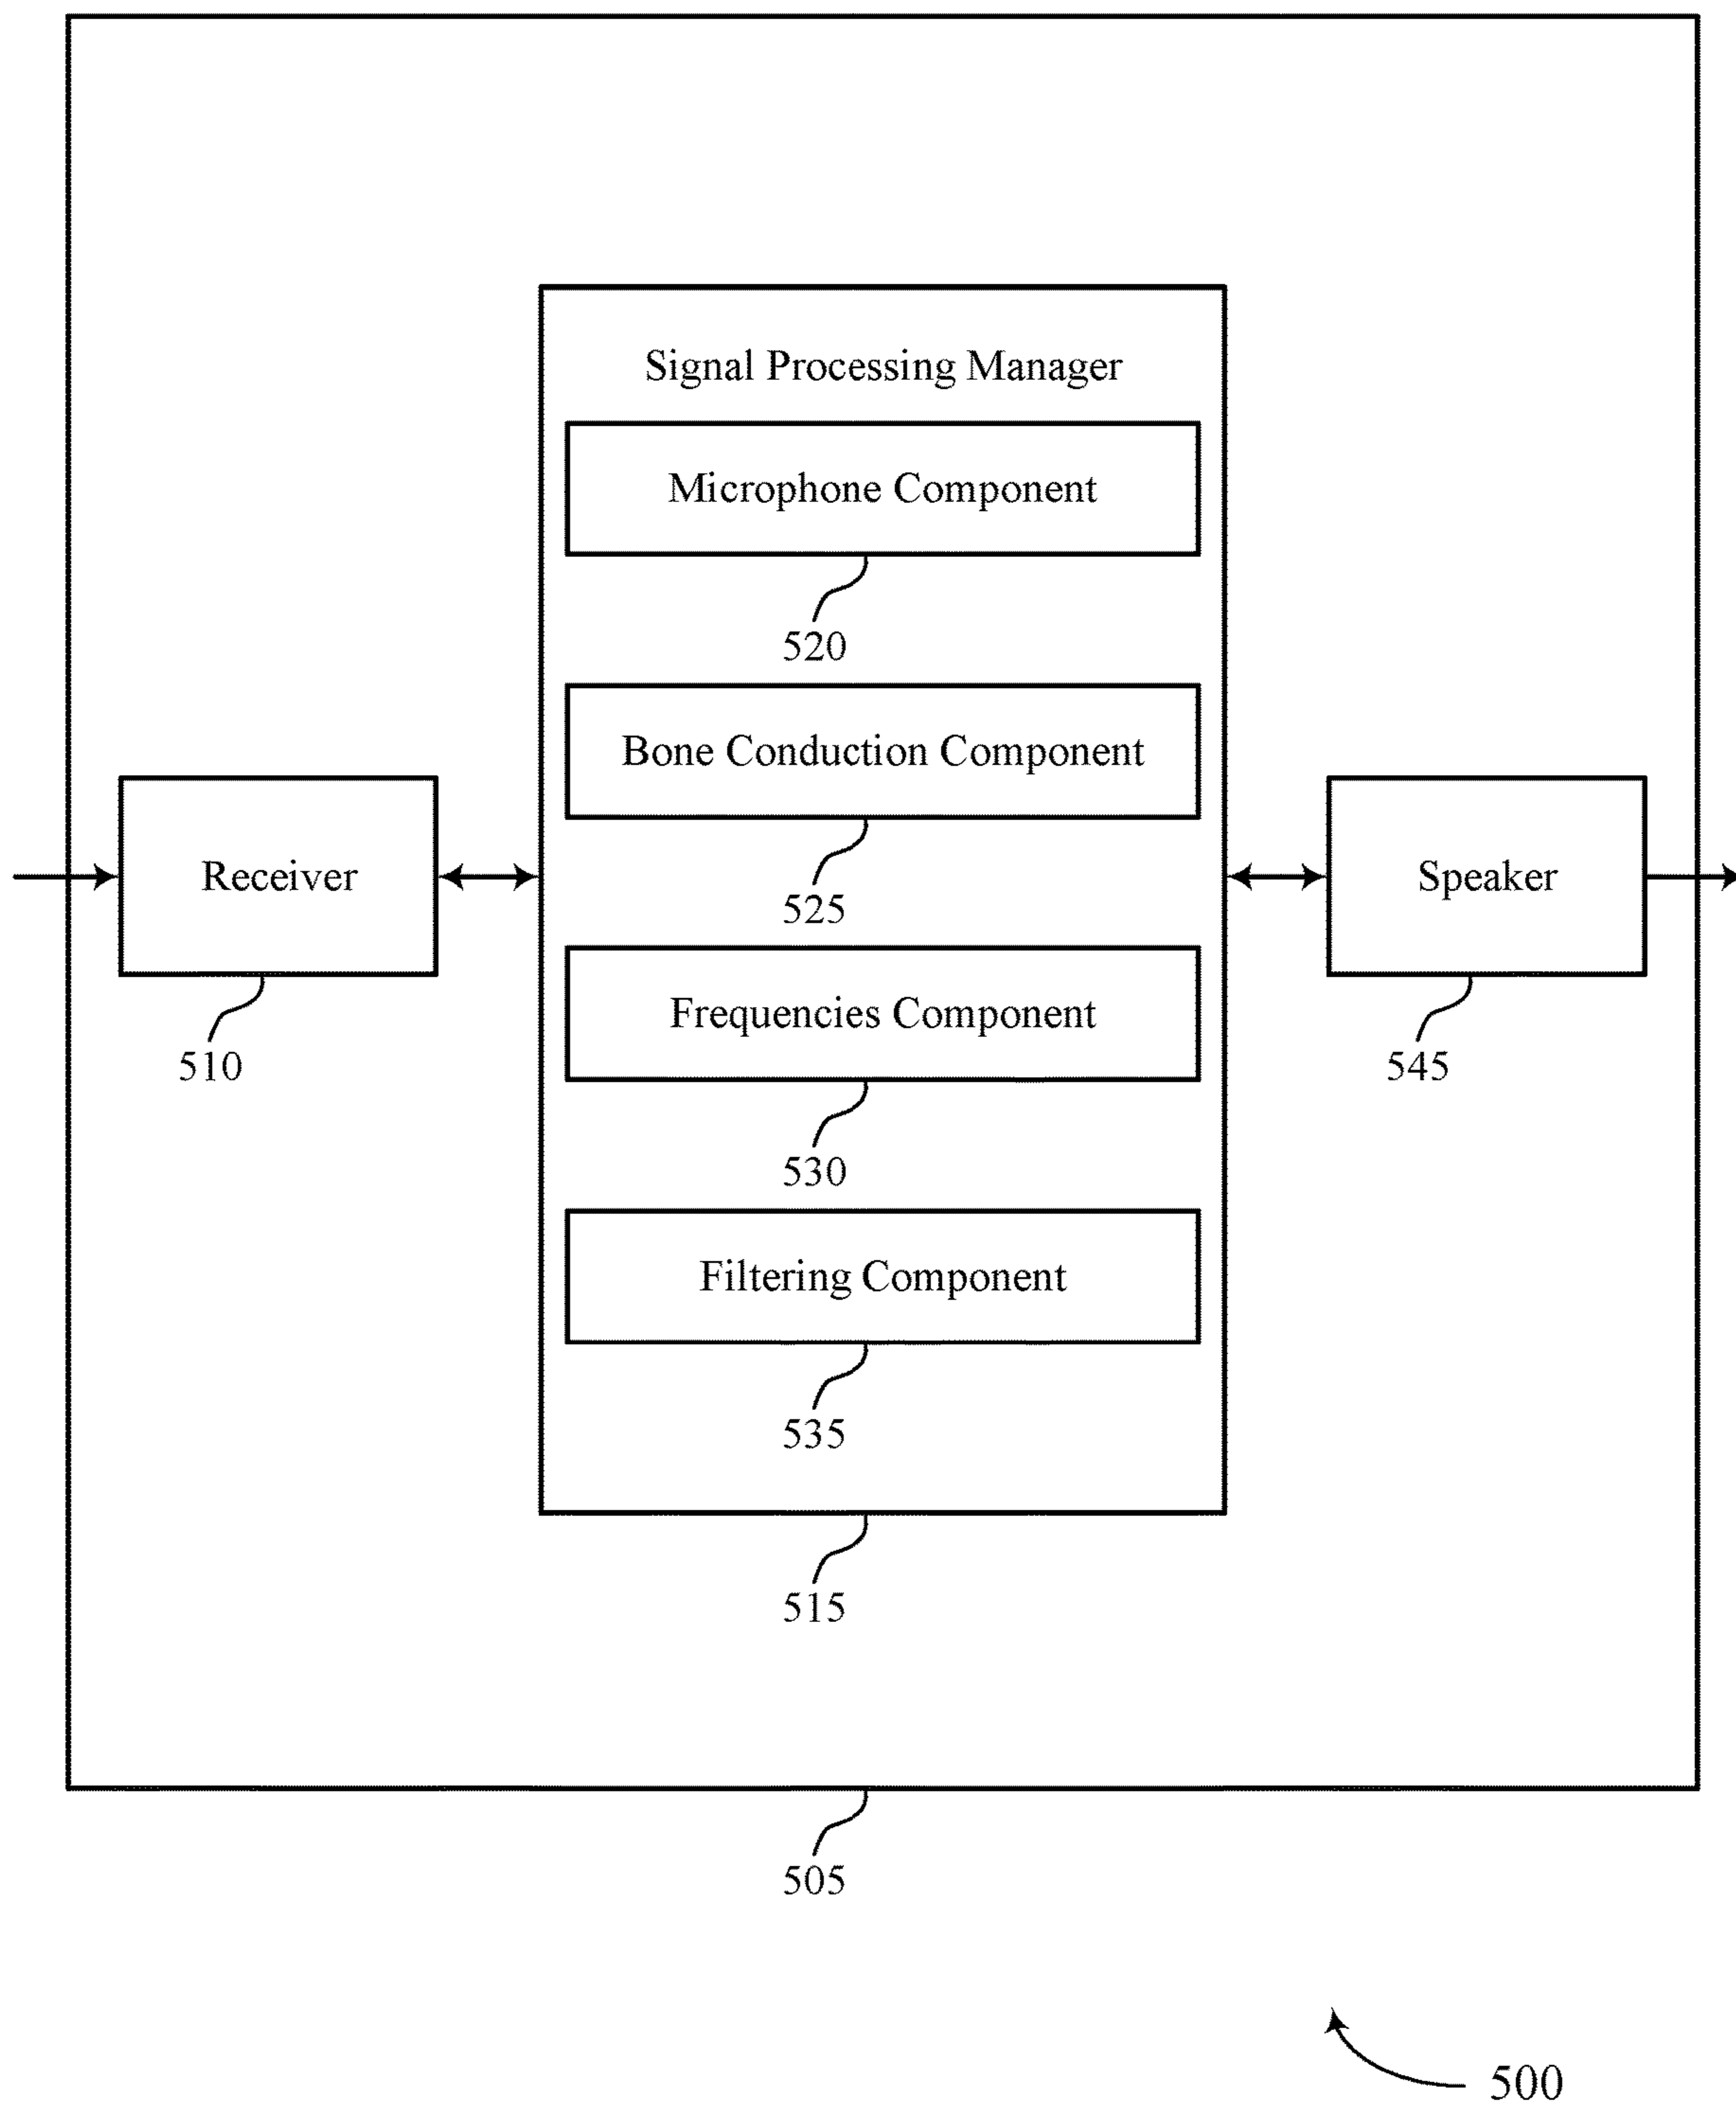 Signal Processing Manager
Microphone Component
520
Bone Conduction Component
525
Receiver
510
Speaker
545
Frequencies Component
530
Filtering Component
535
515
505
500